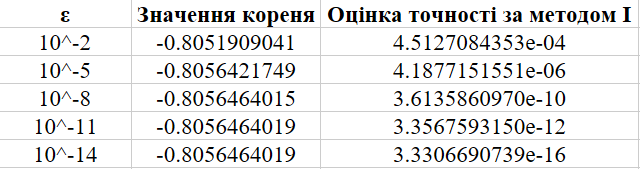 ε Значення кореня Оцінка точності за методом І
10^-2 -0.8051909041 4.5127084353e-04
10^-5 -0.8056421749 4.1877151551e-06
10^-8 -0.8056464015 3.6135860970e-10
10^-11 -0.8056464019 3.3567593150e-12
10^-14 -0.8056464019 3.3306690739e-16